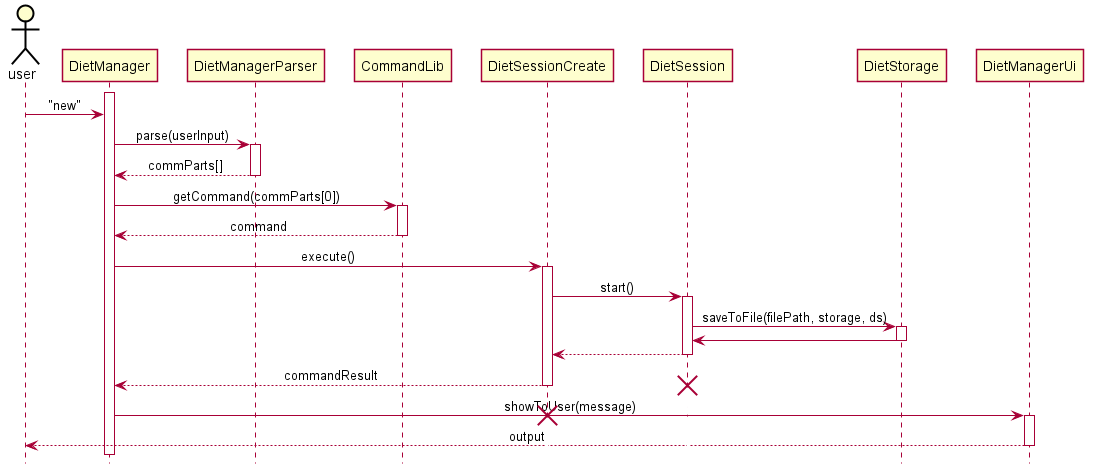 user
DietManager
DietManagerParser
CommandLib
DietSessionCreate
DietSession
DietStorage
DietManagerUi
"new"
parse(userInput)
commParts[]
getCommand(commParts[0])
command
execute()
start()
saveToFile(filePath, storage, ds)
commandResult
showToUser(message)
output